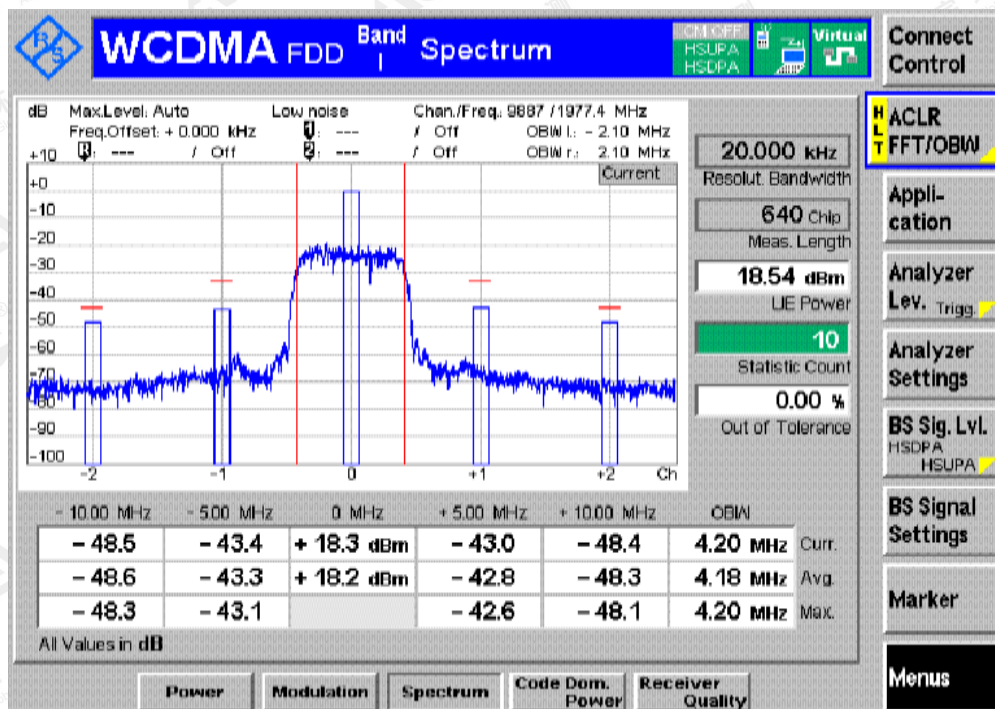 R&S
WCDMA FDD Band I Spectrum
CM OFF
HSUPA
HSDPA
Virtual
Connect Control
dB Max.Level: Auto Low noise Chan./Freq.: 9887 / 1977.4 MHz
Freq.Offset: + 0.000 kHz 1: --- / Off OBW l.: - 2.10 MHz
--- / Off 2: --- / Off OBW r.: 2.10 MHz
Current
+10
+0
-10
-20
-30
-40
-50
-60
-70
-80
-90
-100
-2 -1 0 +1 +2 Ch
20.000 kHz
Resolut. Bandwidth
640 Chip
Meas. Length
18.54 dBm
UE Power
10
Statistic Count
0.00 %
Out of Tolerance
- 10.00 MHz - 5.00 MHz 0 MHz + 5.00 MHz + 10.00 MHz OBW
- 48.5 - 43.4 + 18.3 dBm - 43.0 - 48.4 4.20 MHz Curr.
- 48.6 - 43.3 + 18.2 dBm - 42.8 - 48.3 4.18 MHz Avg.
- 48.3 - 43.1 - 42.6 - 48.1 4.20 MHz Max.
All Values in dB
HLT
ACLR
FFT/OBW
Appli-
cation
Analyzer
Lev. Trigg.
Analyzer
Settings
BS Sig. Lvl.
HSDPA
HSUPA
BS Signal
Settings
Marker
Menus
Power
Modulation
Spectrum
Code Dom.
Power
Receiver
Quality